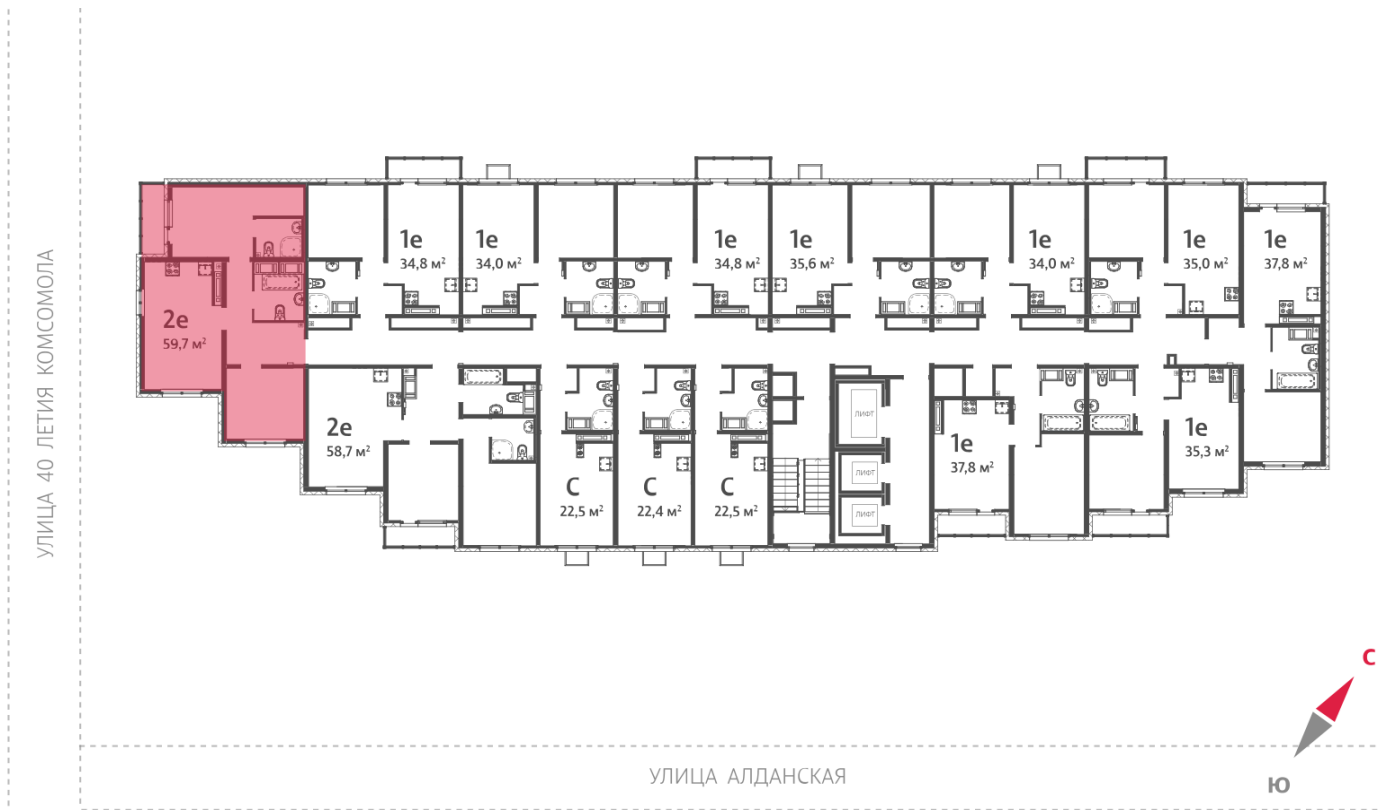 УЛИЦА 40 ЛЕТИЯ КОМСОМОЛА
1е
34,8 м²
1е
34,0 м²
1е
34,8 м²
1е
35,6 м²
1е
34,0 м²
1е
35,0 м²
1е
37,8 м²
2е
59,7 м²
2е
58,7 м²
С
22,5 м²
С
22,4 м²
С
22,5 м²
ЛИФТ
ЛИФТ
ЛИФТ
1е
37,8 м²
1е
35,3 м²
С
Ю
УЛИЦА АЛДАНСКАЯ